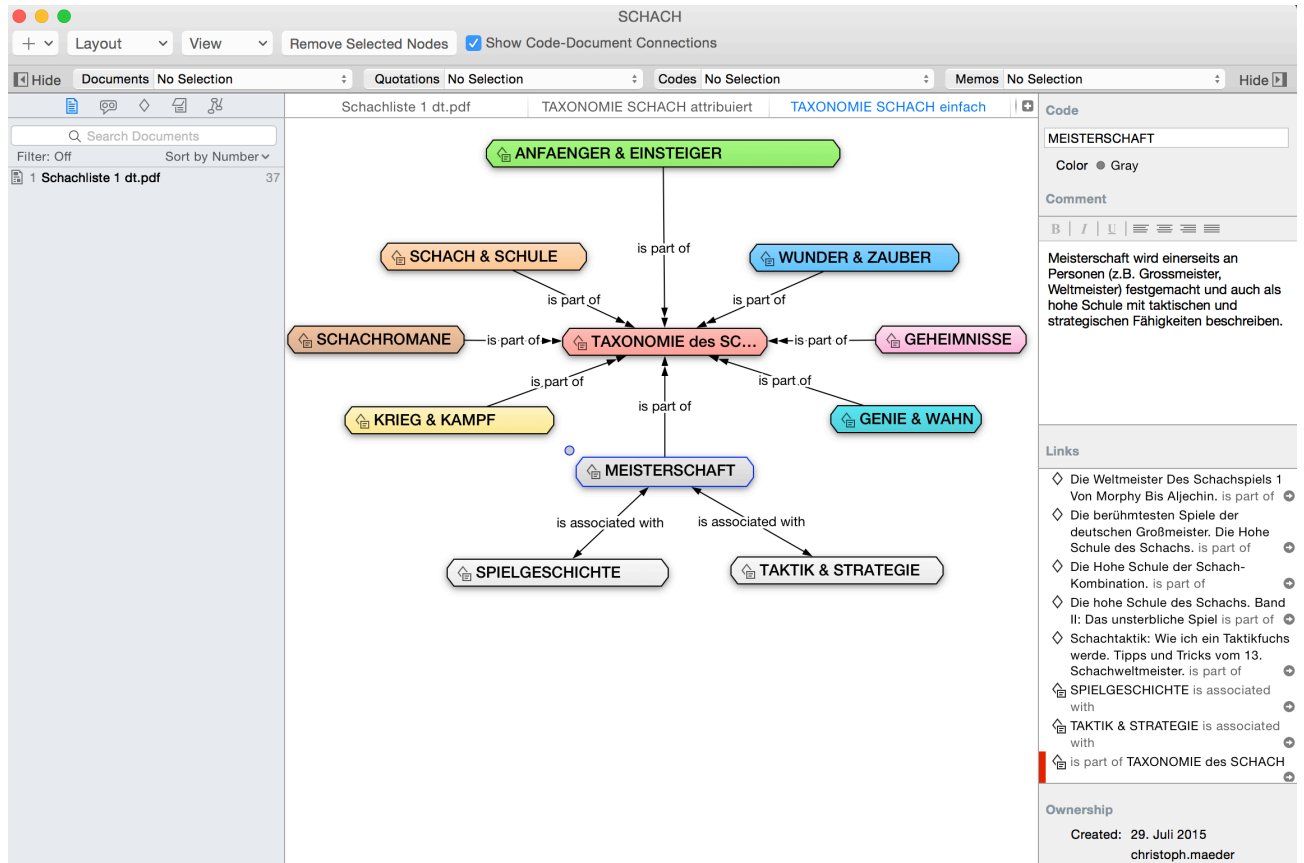 SCHACH
Layout
View
Remove Selected Nodes
Show Code-Document Connections
Hide
Documents No Selection
Quotations No Selection
Codes No Selection
Memos No Selection
Hide
Search Documents
Filter: Off
Sort by Number
1 Schachliste 1 dt.pdf 37
Schachliste 1 dt.pdf
TAXONOMIE SCHACH attribuiert
TAXONOMIE SCHACH einfach
ANFAENGER & EINSTEIGER
is part of
SCHACH & SCHULE
WUNDER & ZAUBER
is part of
is part of
SCHACHROMANE
is part of
TAXONOMIE des SC...
is part of
GEHEIMNISSE
is part of
is part of
is part of
KRIEG & KAMPF
GENIE & WAHN
MEISTERSCHAFT
is associated with
is associated with
SPIELGESCHICHTE
TAKTIK & STRATEGIE
Code
MEISTERSCHAFT
Color Gray
Comment
B I U
Meisterschaft wird einerseits an
Personen (z.B. Grossmeister,
Weltmeister) festgemacht und auch als
hohe Schule mit taktischen und
strategischen Fähigkeiten beschreiben.
Links
Die Weltmeister Des Schachspiels 1
Von Morphy Bis Aljechin. is part of
Die berühmtesten Spiele der
deutschen Großmeister. Die Hohe
Schule des Schachs. is part of
Die Hohe Schule der Schach-
Kombination. is part of
Die hohe Schule des Schachs. Band
II: Das unsterbliche Spiel is part of
Schachtaktik: Wie ich ein Taktikfuchs
werde. Tipps und Tricks vom 13.
Schachweltmeister. is part of
SPIELGESCHICHTE is associated
with
TAKTIK & STRATEGIE is associated
with
is part of TAXONOMIE des SCHACH
Ownership
Created: 29. Juli 2015
christoph.maeder